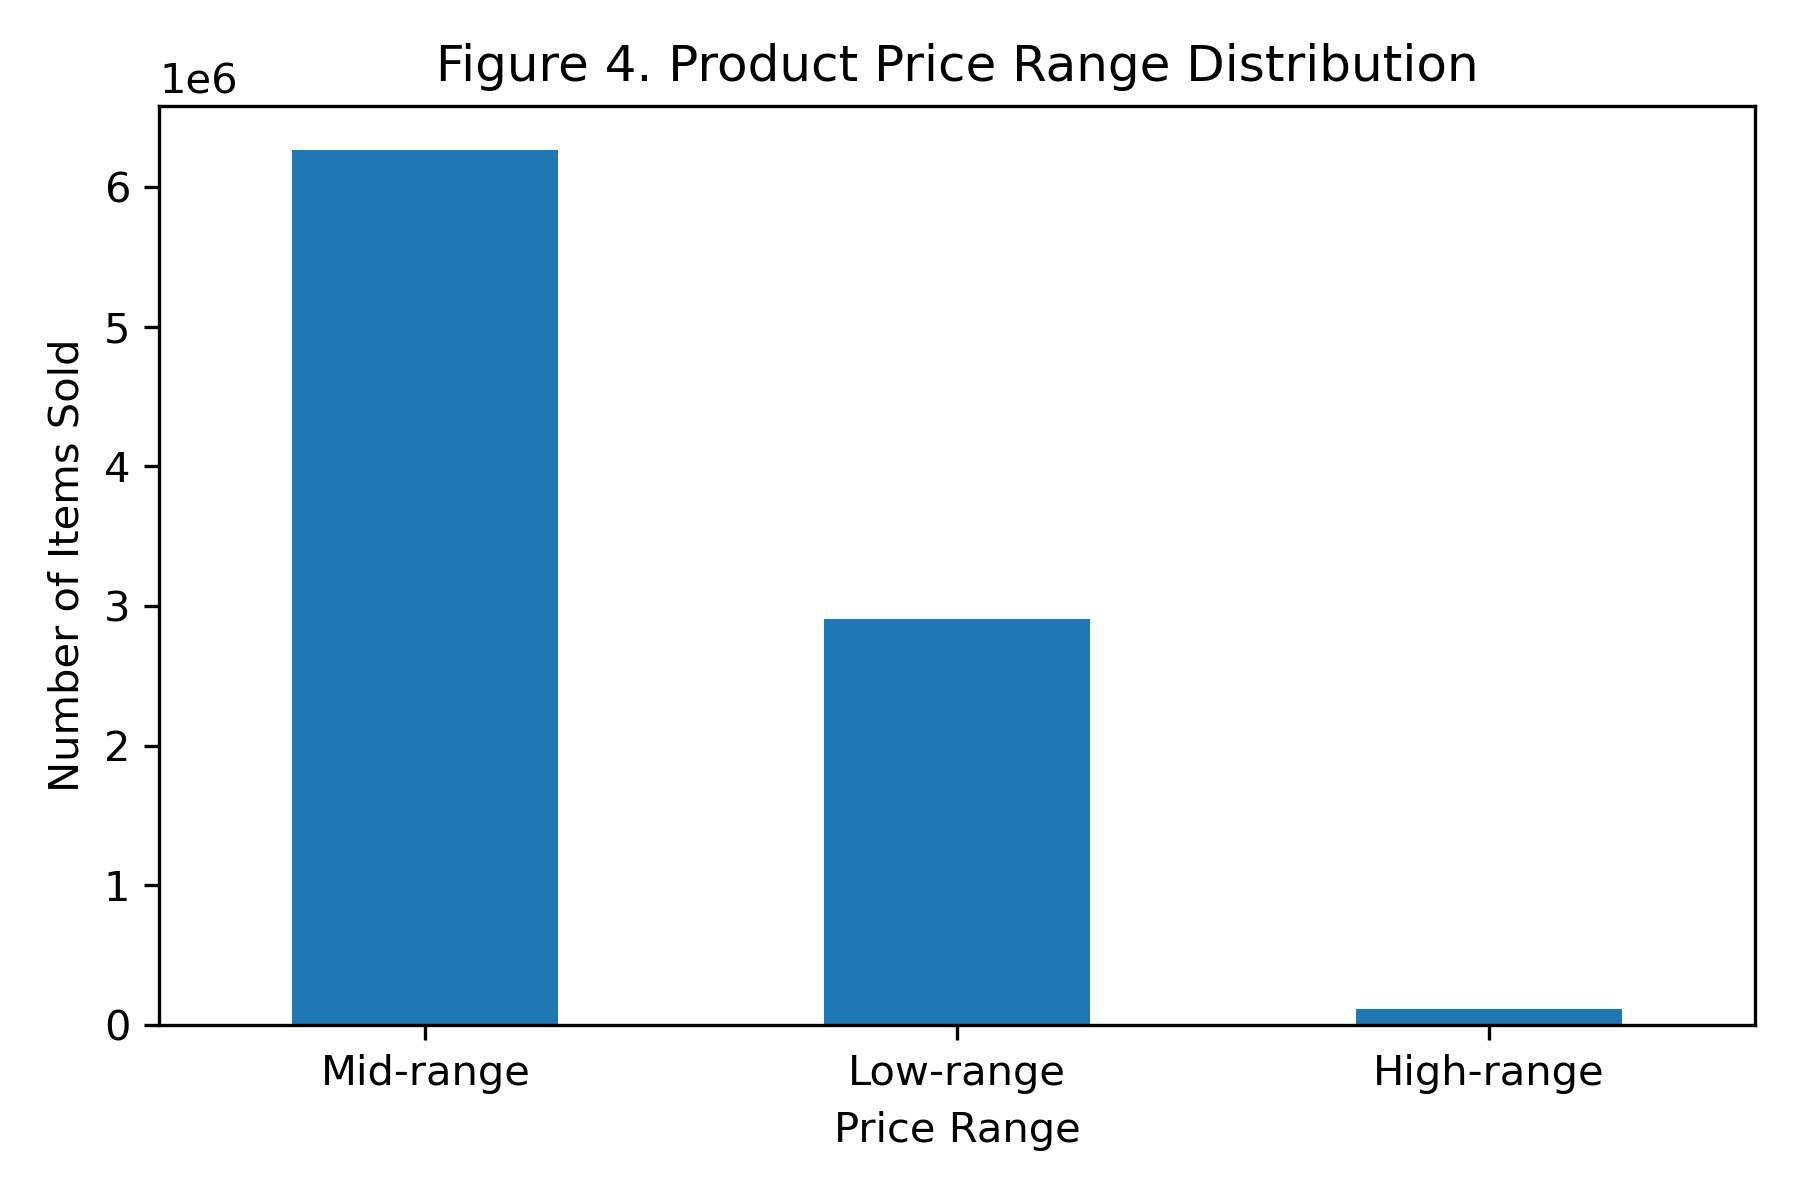 Figure 4. Product Price Range Distribution
1e6
6
5
4
3
2
1
0
Number of Items Sold
Mid-range
Low-range
High-range
Price Range